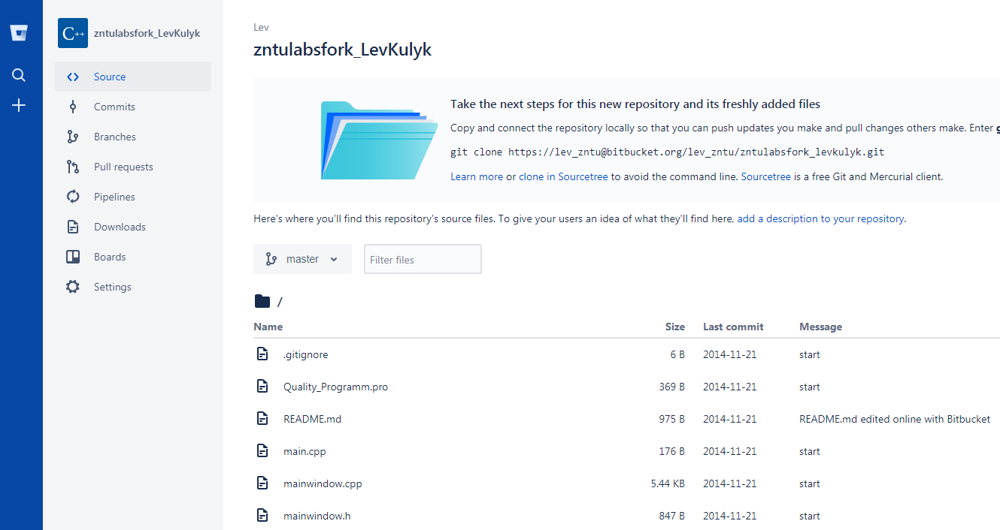 C++ zntulabsfork_LevKulyk
Source
Commits
Branches
Pull requests
Pipelines
Downloads
Boards
Settings
Lev
zntulabsfork_LevKulyk
Take the next steps for this new repository and its freshly added files
Copy and connect the repository locally so that you can push updates you make and pull changes others make. Enter
git clone https://lev_zntu@bitbucket.org/lev_zntu/zntulabsfork_levkulyk.git
Learn more or clone in Sourcetree to avoid the command line. Sourcetree is a free Git and Mercurial client.
Here's where you'll find this repository's source files. To give your users an idea of what they'll find here, add a description to your repository.
master Filter files
/
Name Size Last commit Message
.gitignore 6 B 2014-11-21 start
Quality_Programm.pro 369 B 2014-11-21 start
README.md 975 B 2014-11-21 README.md edited online with Bitbucket
main.cpp 176 B 2014-11-21 start
mainwindow.cpp 5.44 KB 2014-11-21 start
mainwindow.h 847 B 2014-11-21 start